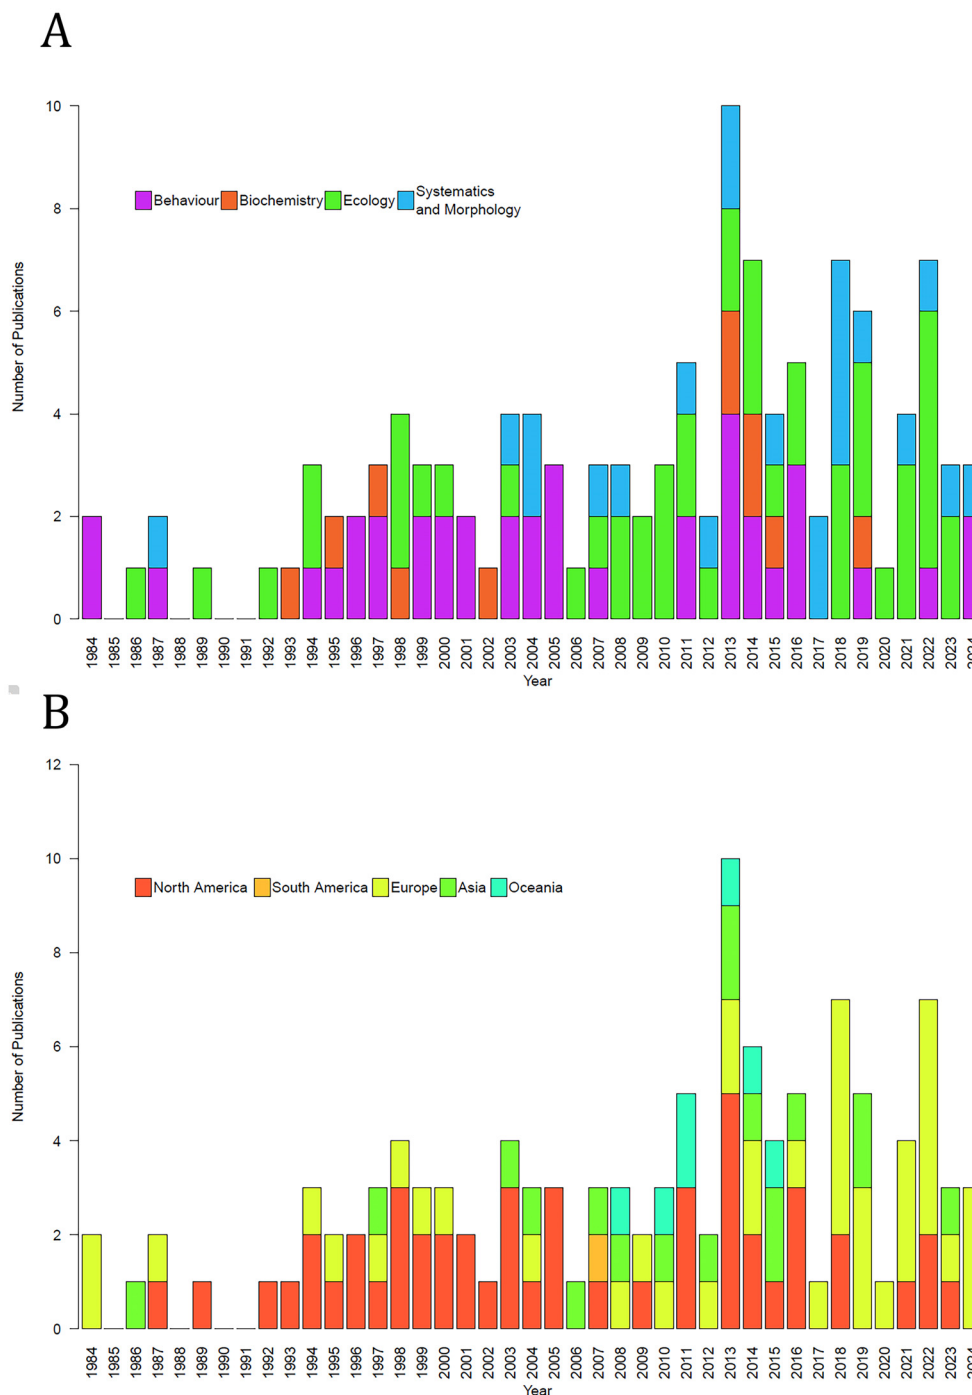 A
10
8
6
4
2
0
Number of Publications
Behaviour Biochemistry Ecology Systematics
and Morphology
1984 1985 1986 1987 1988 1989 1990 1991 1992 1993 1994 1995 1996 1997 1998 1999 2000 2001 2002 2003 2004 2005 2006 2007 2008 2009 2010 2011 2012 2013 2014 2015 2016 2017 2018 2019 2020 2021 2022 2023 2024
Year
B
12
10
8
6
4
2
0
Number of Publications
North America South America Europe Asia Oceania
1984 1985 1986 1987 1988 1989 1990 1991 1992 1993 1994 1995 1996 1997 1998 1999 2000 2001 2002 2003 2004 2005 2006 2007 2008 2009 2010 2011 2012 2013 2014 2015 2016 2017 2018 2019 2020 2021 2022 2023 2024
Year